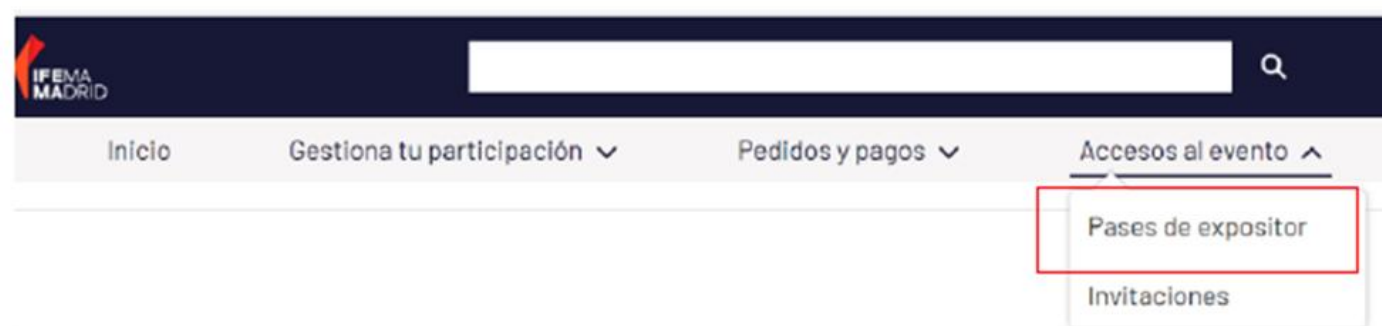 IFEMA
MADRID
Inicio Gestiona tu participación Pedidos y pagos Accesos al evento
Pases de expositor
Invitaciones